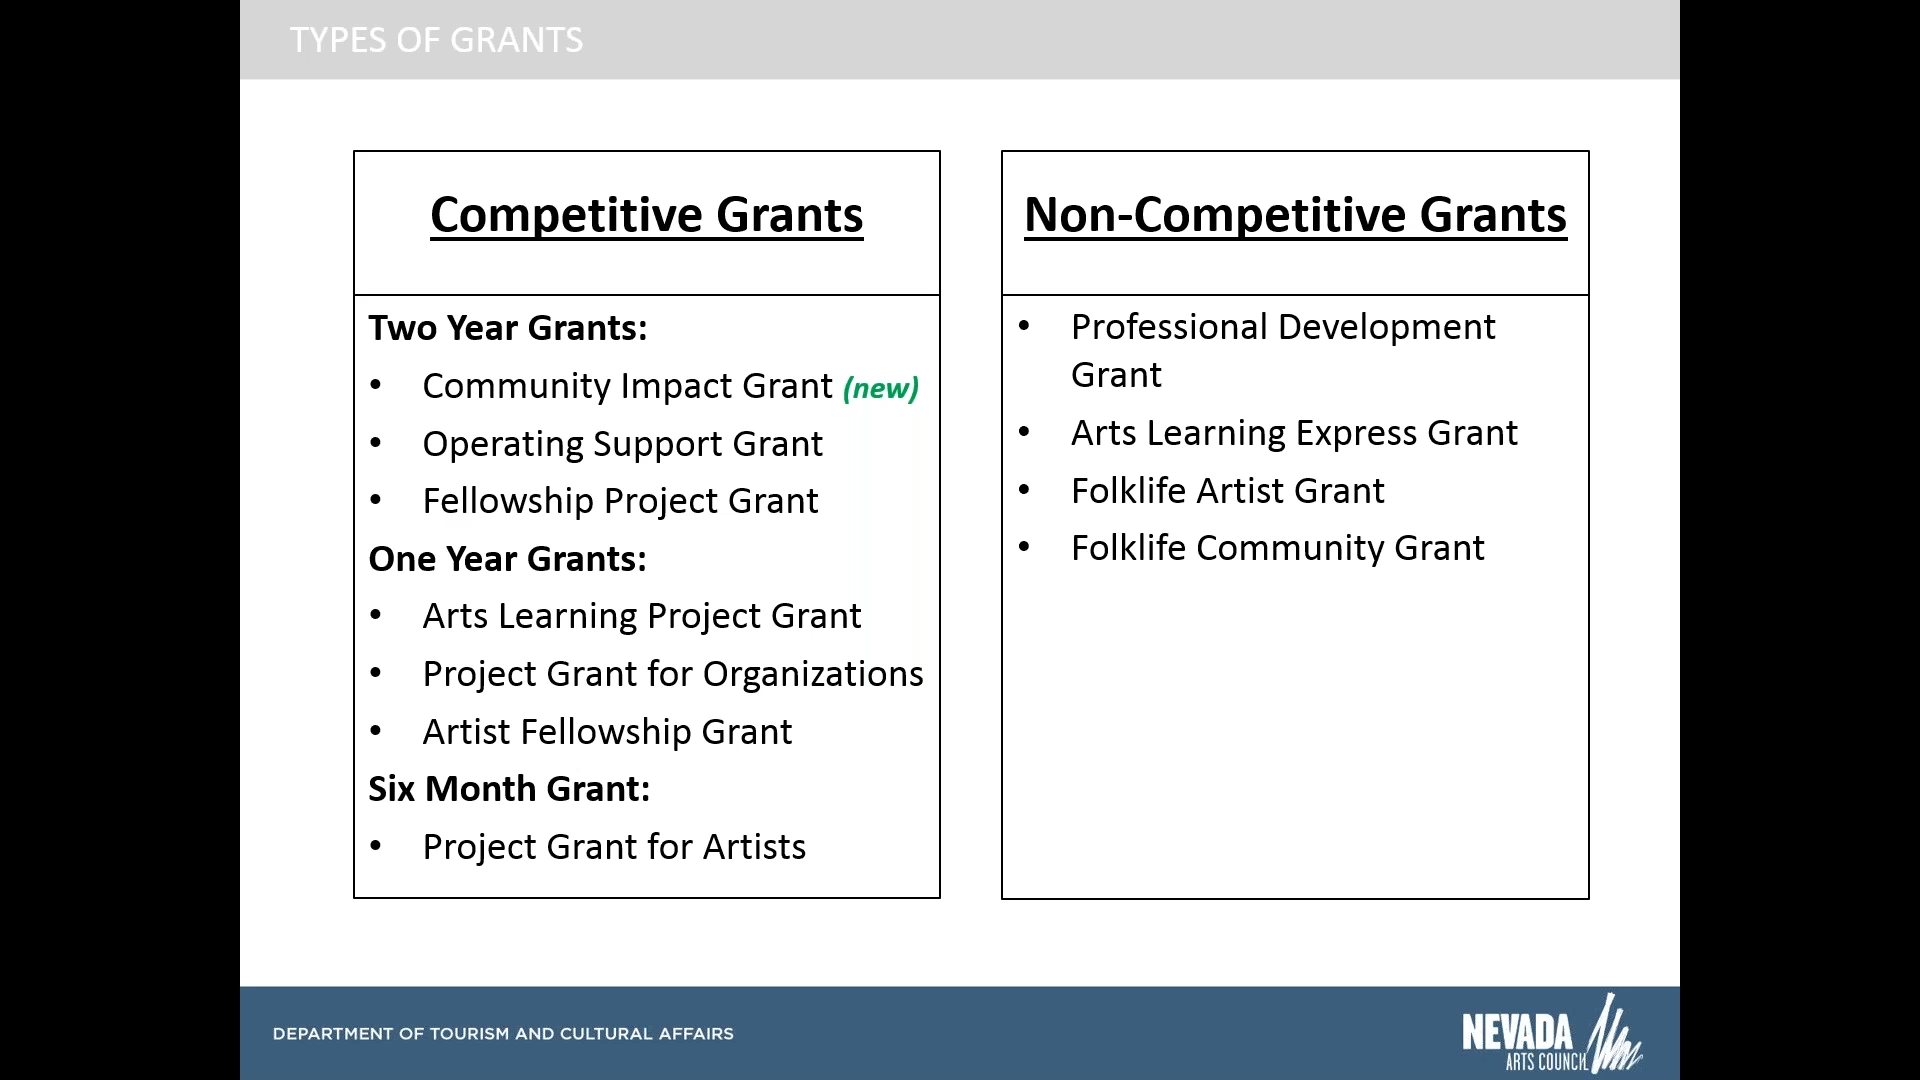 TYPES OF GRANTS
Competitive Grants
Two Year Grants:
• Community Impact Grant (new)
• Operating Support Grant
• Fellowship Project Grant
One Year Grants:
• Arts Learning Project Grant
• Project Grant for Organizations
• Artist Fellowship Grant
Six Month Grant:
• Project Grant for Artists
Non-Competitive Grants
• Professional Development
Grant
• Arts Learning Express Grant
• Folklife Artist Grant
• Folklife Community Grant
DEPARTMENT OF TOURISM AND CULTURAL AFFAIRS
NEVADA
ARTS COUNCIL